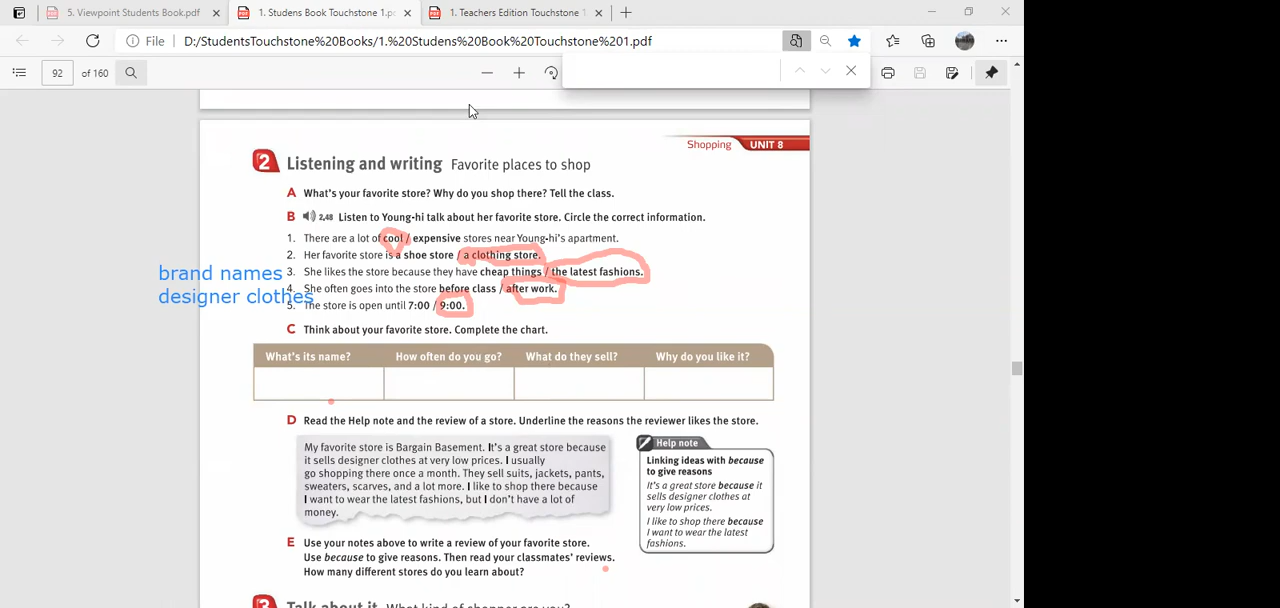 5. Viewpoint Students Book.pdf
1. Studens Book Touchstone 1.pc
1. Teachers Edition Touchstone 1
File D:/StudentsTouchstone%20Books/1.%20Studens%20Book%20Touchstone%201.pdf
92 of 160
Shopping UNIT 8
2 Listening and writing Favorite places to shop
A What's your favorite store? Why do you shop there? Tell the class.
B 2.48 Listen to Young-hi talk about her favorite store. Circle the correct information.
1. There are a lot of cool / expensive stores near Young-hi's apartment.
2. Her favorite store is a shoe store / a clothing store.
3. She likes the store because they have cheap things / the latest fashions.
4. She often goes into the store before class / after work.
5. The store is open until 7:00 / 9:00.
brand names
designer clothes
C Think about your favorite store. Complete the chart.
What's its name? How often do you go? What do they sell? Why do you like it?
D Read the Help note and the review of a store. Underline the reasons the reviewer likes the store.
My favorite store is Bargain Basement. It's a great store because
it sells designer clothes at very low prices. I usually
go shopping there once a month. They sell suits, jackets, pants,
sweaters, scarves, and a lot more. I like to shop there because
I want to wear the latest fashions, but I don't have a lot of
money.
Help note
Linking ideas with because
to give reasons
It's a great store because it
sells designer clothes at
very low prices.
I like to shop there because
I want to wear the latest
fashions.
E Use your notes above to write a review of your favorite store.
Use because to give reasons. Then read your classmates' reviews.
How many different stores do you learn about?
3 Talk about it What kind of shopper are you?